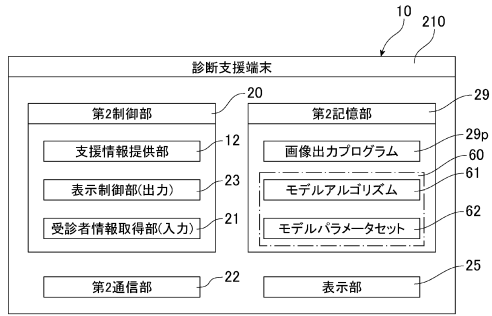 10
210
診断支援端末
第2制御部
20
支援情報提供部
12
表示制御部(出力)
23
受診者情報取得部(入力)
21
第2記憶部
29
画像出力プログラム
29p
60
モデルアルゴリズム
61
モデルパラメータセット
62
第2通信部
22
表示部
25